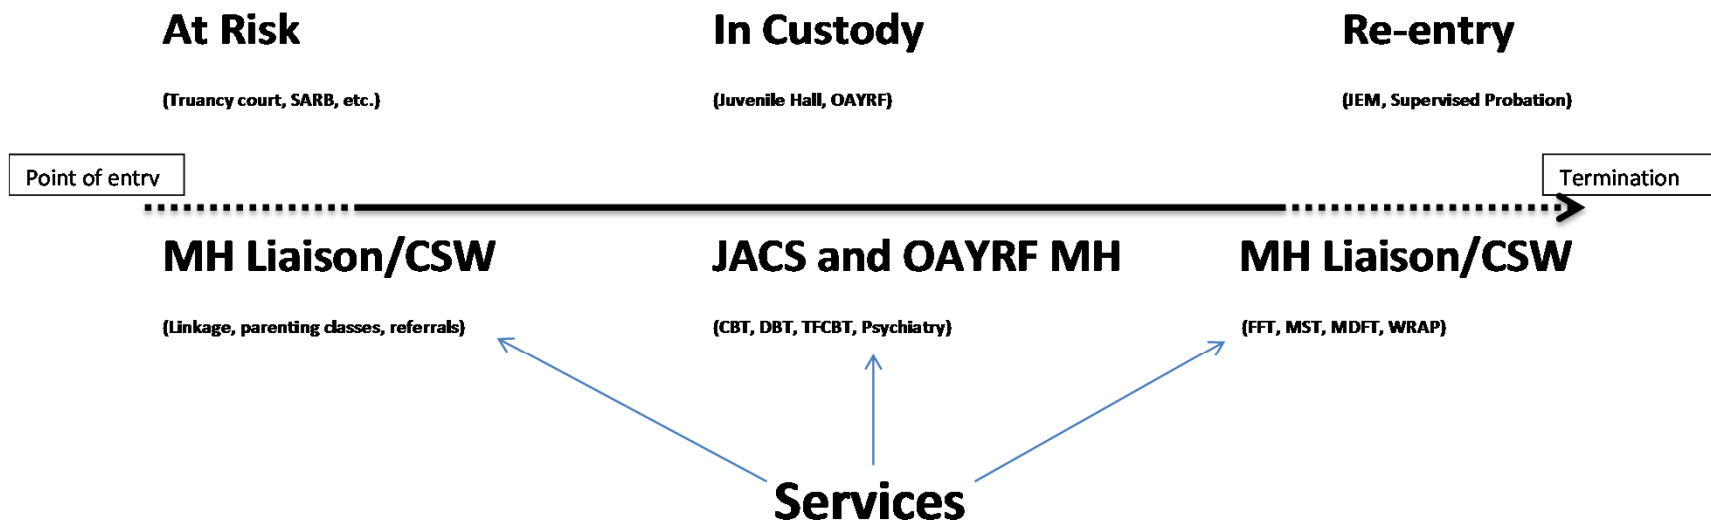 At Risk
In Custody
Re-entry
(Truancy court, SARB, etc.)
(Juvenile Hall, OAYRF)
(JEM, Supervised Probation)
Point of entry
Termination
MH Liaison/CSW
JACS and OAYRF MH
MH Liaison/CSW
(Linkage, parenting classes, referrals)
(CBT, DBT, TFCBT, Psychiatry)
(FFT, MST, MDFT, WRAP)
Services